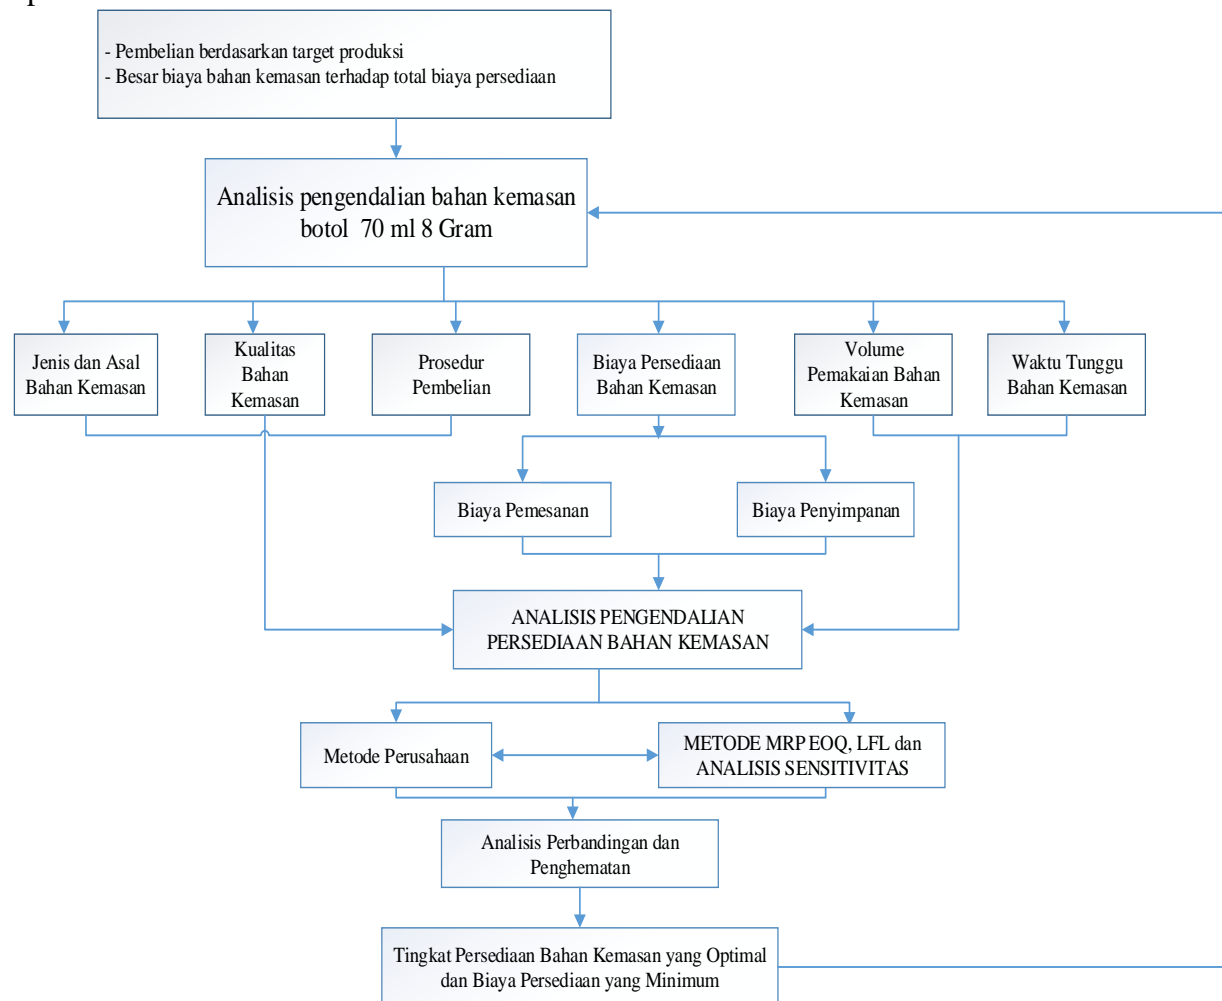 - Pembelian berdasarkan target produksi
- Besar biaya bahan kemasan terhadap total biaya persediaan
Analisis pengendalian bahan kemasan
botol 70 ml 8 Gram
Jenis dan Asal
Bahan Kemasan
Kualitas
Bahan
Kemasan
Prosedur
Pembelian
Biaya Persediaan
Bahan Kemasan
Volume
Pemakaian Bahan
Kemasan
Waktu Tunggu
Bahan Kemasan
Biaya Pemesanan
Biaya Penyimpanan
ANALISIS PENGENDALIAN
PERSEDIAAN BAHAN KEMASAN
Metode Perusahaan
METODE MRP EOQ, LFL dan
ANALISIS SENSITIVITAS
Analisis Perbandingan dan
Penghematan
Tingkat Persediaan Bahan Kemasan yang Optimal
dan Biaya Persediaan yang Minimum